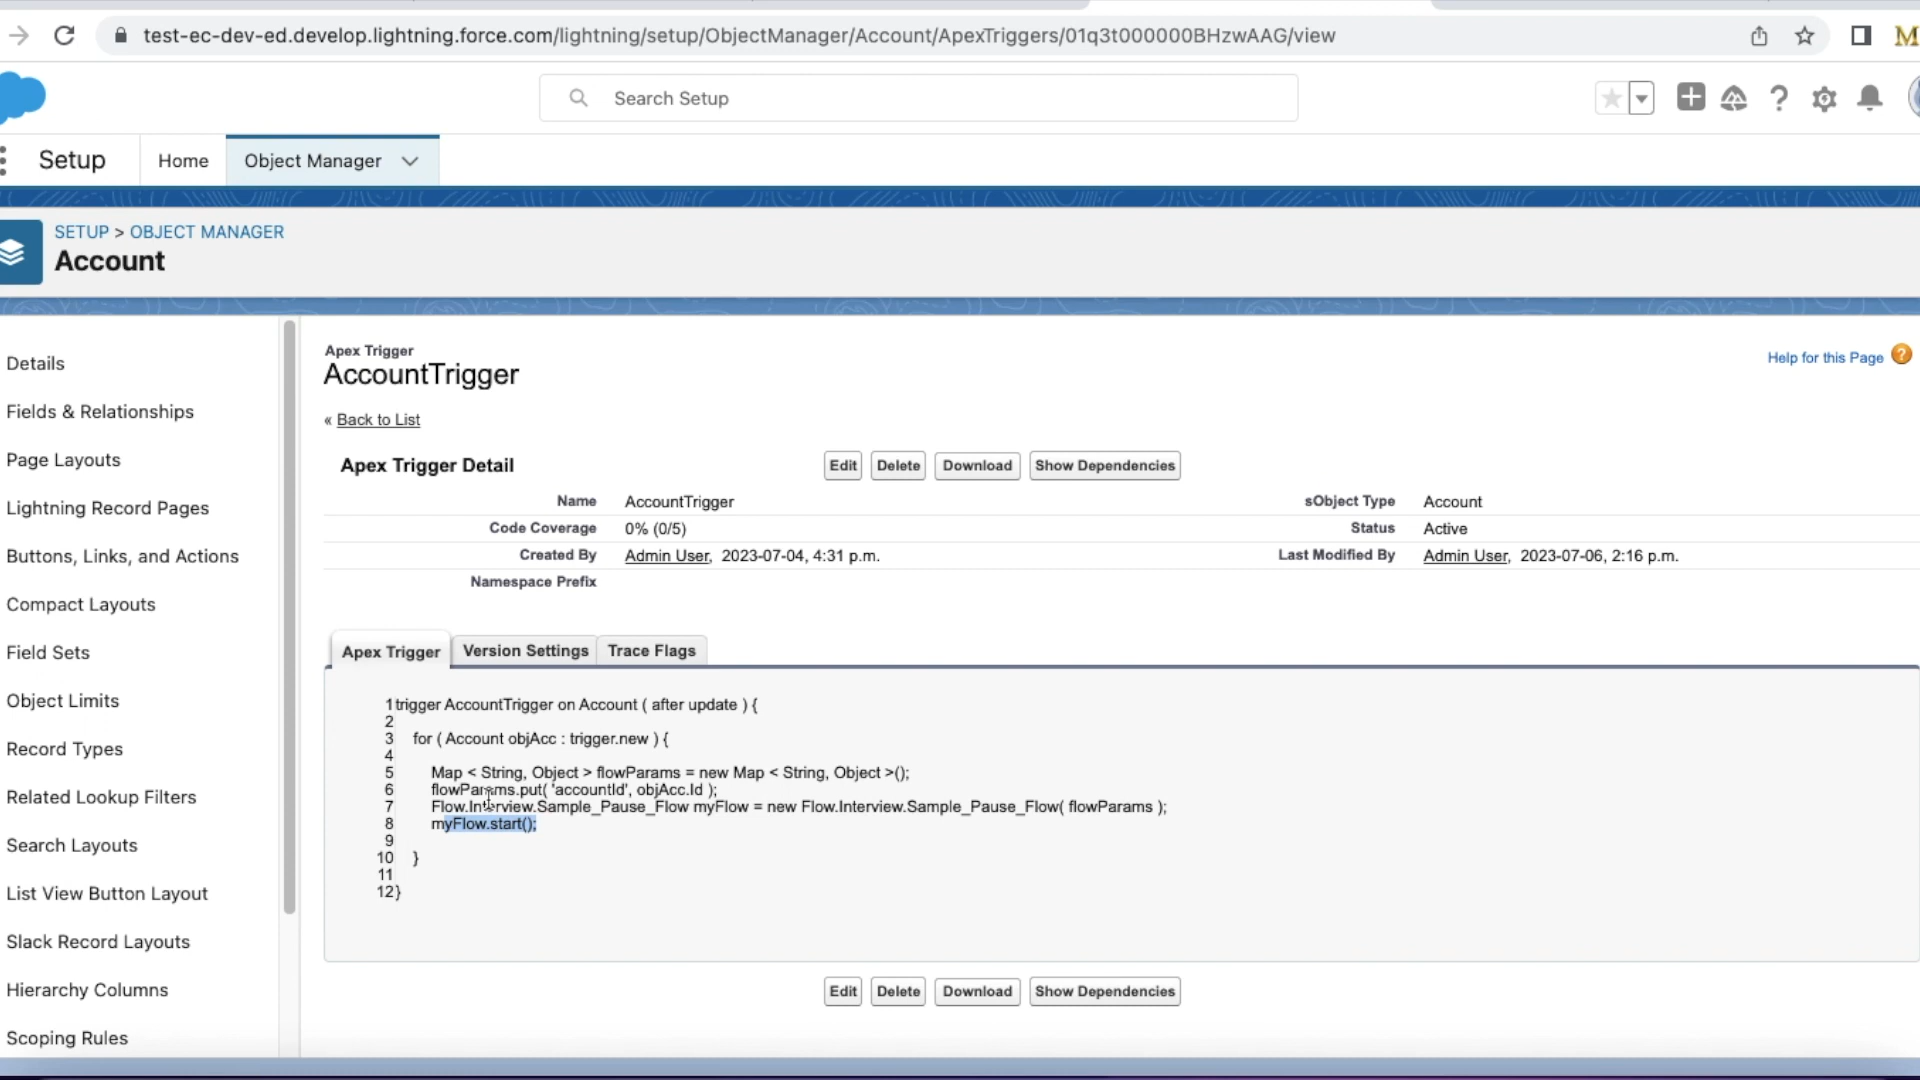 test-ec-dev-ed.develop.lightning.force.com/lightning/setup/ObjectManager/Account/ApexTriggers/01q3t000000BHzwAAG/view
M
Search Setup
Setup
Home
Object Manager
SETUP > OBJECT MANAGER
Account
Details
Fields & Relationships
Page Layouts
Lightning Record Pages
Buttons, Links, and Actions
Compact Layouts
Field Sets
Object Limits
Record Types
Related Lookup Filters
Search Layouts
List View Button Layout
Slack Record Layouts
Hierarchy Columns
Scoping Rules
Apex Trigger
AccountTrigger
Help for this Page ?
« Back to List
Apex Trigger Detail
Edit Delete Download Show Dependencies
Name AccountTrigger sObject Type Account
Code Coverage 0% (0/5) Status Active
Created By Admin User, 2023-07-04, 4:31 p.m. Last Modified By Admin User, 2023-07-06, 2:16 p.m.
Namespace Prefix
Apex Trigger Version Settings Trace Flags
1 trigger AccountTrigger on Account ( after update ) {
2
3 for ( Account objAcc : trigger.new ) {
4
5 Map < String, Object > flowParams = new Map < String, Object >();
6 flowParams.put( 'accountId', objAcc.Id );
7 Flow.Interview.Sample_Pause_Flow myFlow = new Flow.Interview.Sample_Pause_Flow( flowParams );
8 myFlow.start();
9
10 }
11
12 }
Edit Delete Download Show Dependencies